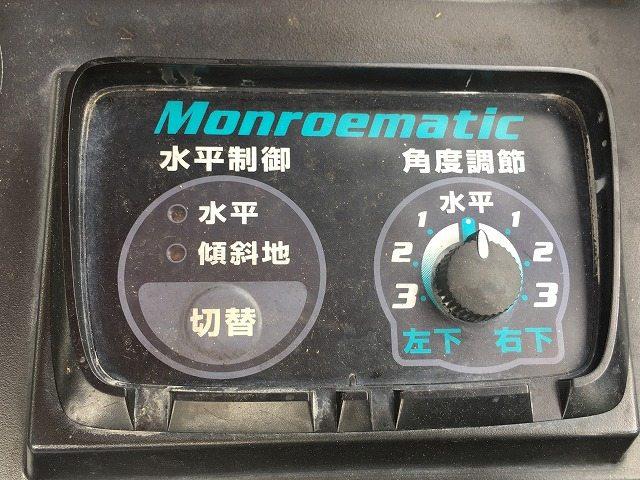 Monroematic
水平制御
水平
傾斜地
切替
角度調節
水平
1 1
2 2
3 3
左下 右下